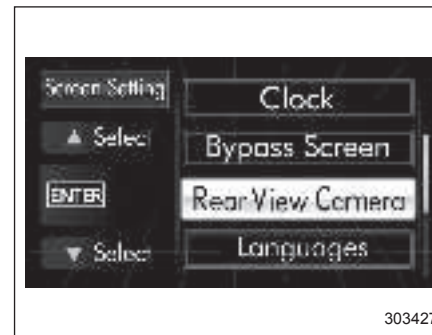 Screen Setting
Clock
▲ Select
Bypass Screen
ENTER
Rear View Camera
▼ Select
Languages
303427